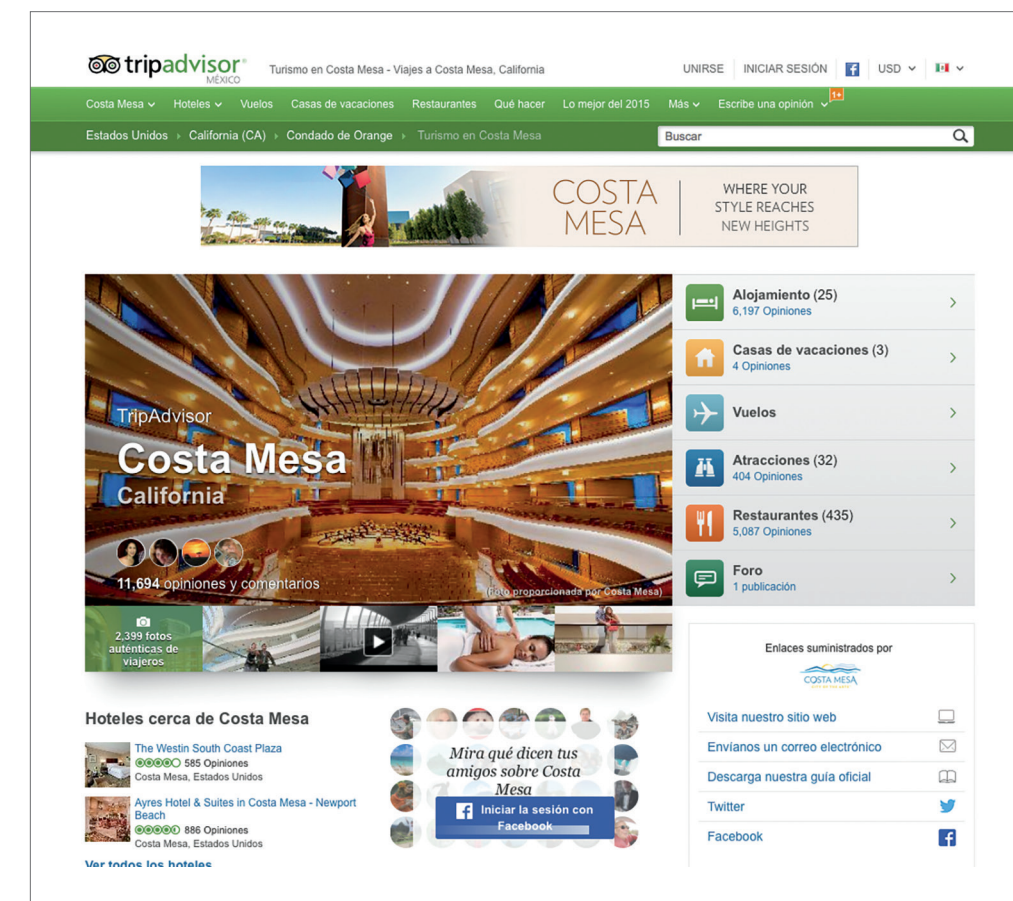 tripadvisor
MÉXICO
Turismo en Costa Mesa - Viajes a Costa Mesa, California
UNIRSE INICIAR SESIÓN USD
Costa Mesa Hoteles Vuelos Casas de vacaciones Restaurantes Qué hacer Lo mejor del 2015 Más Escribe una opinión 1+
Estados Unidos California (CA) Condado de Orange Turismo en Costa Mesa Buscar
COSTA
MESA
WHERE YOUR
STYLE REACHES
NEW HEIGHTS
TripAdvisor
Costa Mesa
California
11,694 opiniones y comentarios
(Foto proporcionada por Costa Mesa)
2,399 fotos
auténticas de
viajeros
Alojamiento (25)
6,197 Opiniones
Casas de vacaciones (3)
4 Opiniones
Vuelos
Atracciones (32)
404 Opiniones
Restaurantes (435)
5,087 Opiniones
Foro
1 publicación
Hoteles cerca de Costa Mesa
The Westin South Coast Plaza
585 Opiniones
Costa Mesa, Estados Unidos
Ayres Hotel & Suites in Costa Mesa - Newport
Beach
886 Opiniones
Costa Mesa, Estados Unidos
Ver todos los hoteles
Mira qué dicen tus
amigos sobre Costa
Mesa
Iniciar la sesión con
Facebook
Enlaces suministrados por
COSTA MESA
CITY OF THE ARTS
Visita nuestro sitio web
Envíanos un correo electrónico
Descarga nuestra guía oficial
Twitter
Facebook